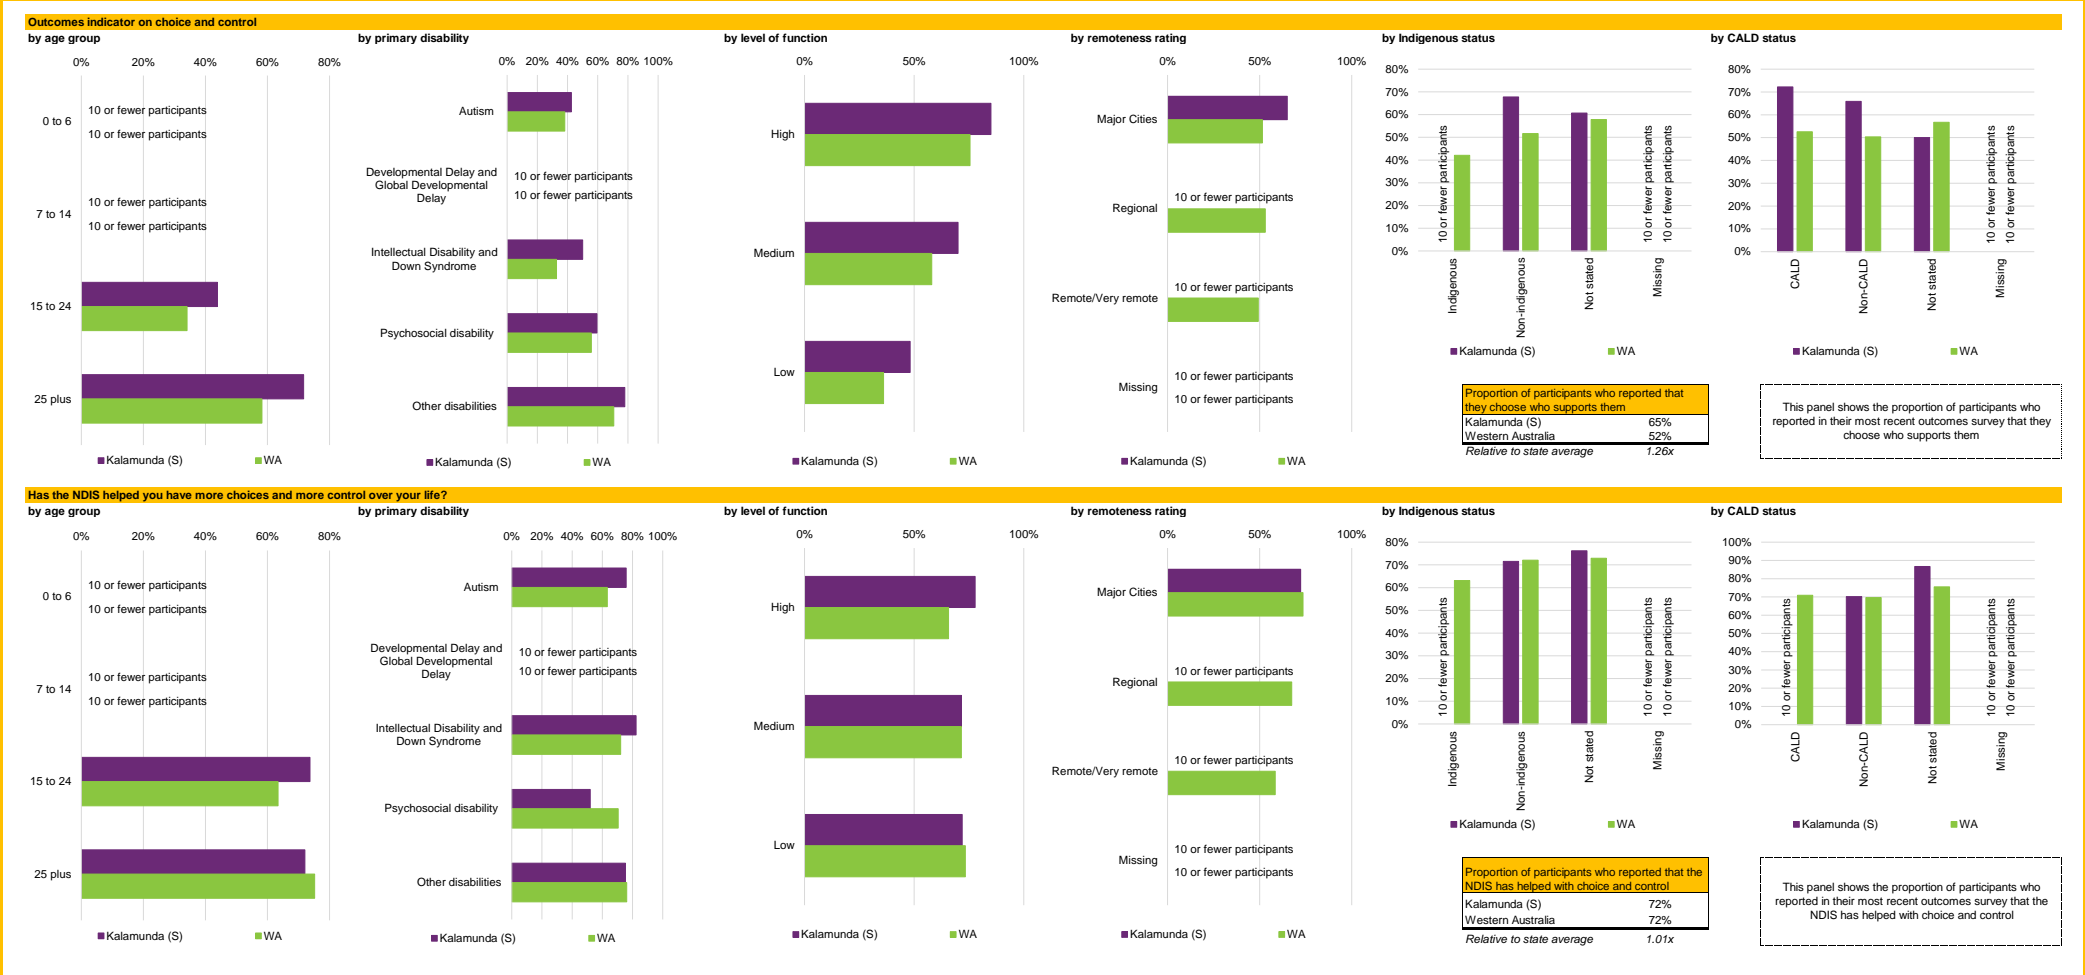 Outcomes indicator on choice and control
by age group
0% 20% 40% 60% 80%
0 to 6
10 or fewer participants
10 or fewer participants
7 to 14
10 or fewer participants
10 or fewer participants
15 to 24
25 plus
Kalamunda (S) WA
by primary disability
0% 20% 40% 60% 80% 100%
Autism
Developmental Delay and
Global Developmental
Delay
10 or fewer participants
10 or fewer participants
Intellectual Disability and
Down Syndrome
Psychosocial disability
Other disabilities
Kalamunda (S) WA
by level of function
0% 50% 100%
High
Medium
Low
Kalamunda (S) WA
by remoteness rating
0% 50% 100%
Major Cities
Regional
10 or fewer participants
Remote/Very remote
10 or fewer participants
Missing
10 or fewer participants
10 or fewer participants
Kalamunda (S) WA
by Indigenous status
80%
70%
60%
50%
40%
30%
20%
10%
0%
10 or fewer participants
10 or fewer participants
10 or fewer participants
Indigenous
Non-indigenous
Not stated
Missing
Kalamunda (S) WA
by CALD status
80%
70%
60%
50%
40%
30%
20%
10%
0%
10 or fewer participants
10 or fewer participants
CALD
Non-CALD
Not stated
Missing
Kalamunda (S) WA
Proportion of participants who reported that
they choose who supports them
Kalamunda (S) 65%
Western Australia 52%
Relative to state average 1.26x
This panel shows the proportion of participants who
reported in their most recent outcomes survey that they
choose who supports them
Has the NDIS helped you have more choices and more control over your life?
by age group
0% 20% 40% 60% 80%
0 to 6
10 or fewer participants
10 or fewer participants
7 to 14
10 or fewer participants
10 or fewer participants
15 to 24
25 plus
Kalamunda (S) WA
by primary disability
0% 20% 40% 60% 80% 100%
Autism
Developmental Delay and
Global Developmental
Delay
10 or fewer participants
10 or fewer participants
Intellectual Disability and
Down Syndrome
Psychosocial disability
Other disabilities
Kalamunda (S) WA
by level of function
0% 50% 100%
High
Medium
Low
Kalamunda (S) WA
by remoteness rating
0% 50% 100%
Major Cities
Regional
10 or fewer participants
Remote/Very remote
10 or fewer participants
Missing
10 or fewer participants
10 or fewer participants
Kalamunda (S) WA
by Indigenous status
80%
70%
60%
50%
40%
30%
20%
10%
0%
10 or fewer participants
10 or fewer participants
10 or fewer participants
Indigenous
Non-indigenous
Not stated
Missing
Kalamunda (S) WA
by CALD status
100%
90%
80%
70%
60%
50%
40%
30%
20%
10%
0%
10 or fewer participants
10 or fewer participants
10 or fewer participants
CALD
Non-CALD
Not stated
Missing
Kalamunda (S) WA
Proportion of participants who reported that the
NDIS has helped with choice and control
Kalamunda (S) 72%
Western Australia 72%
Relative to state average 1.01x
This panel shows the proportion of participants who
reported in their most recent outcomes survey that the
NDIS has helped with choice and control